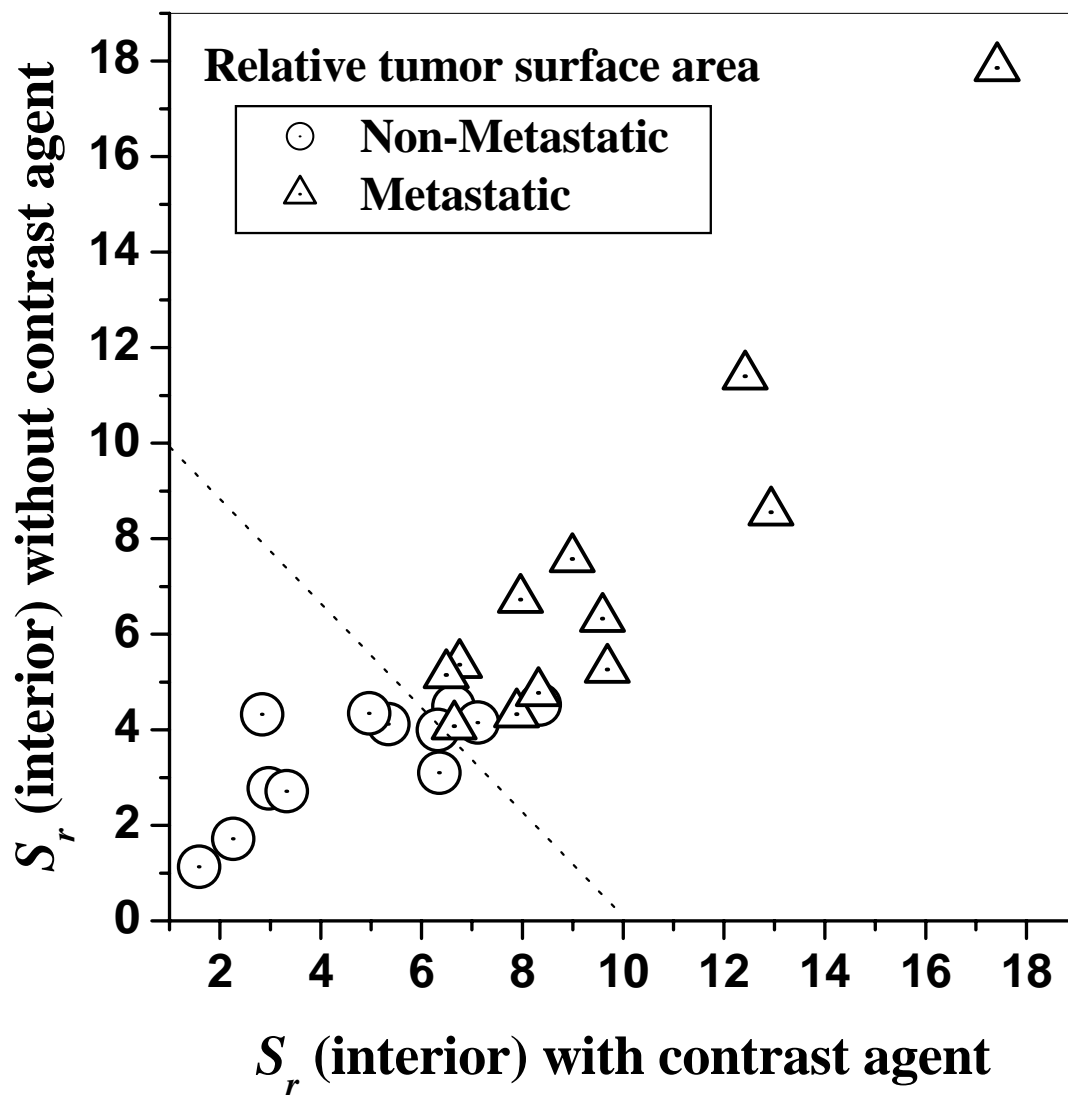 Relative tumor surface area
Non-Metastatic
Metastatic
S_r (interior) without contrast agent
18
16
14
12
10
8
6
4
2
0
2 4 6 8 10 12 14 16 18
S_r (interior) with contrast agent